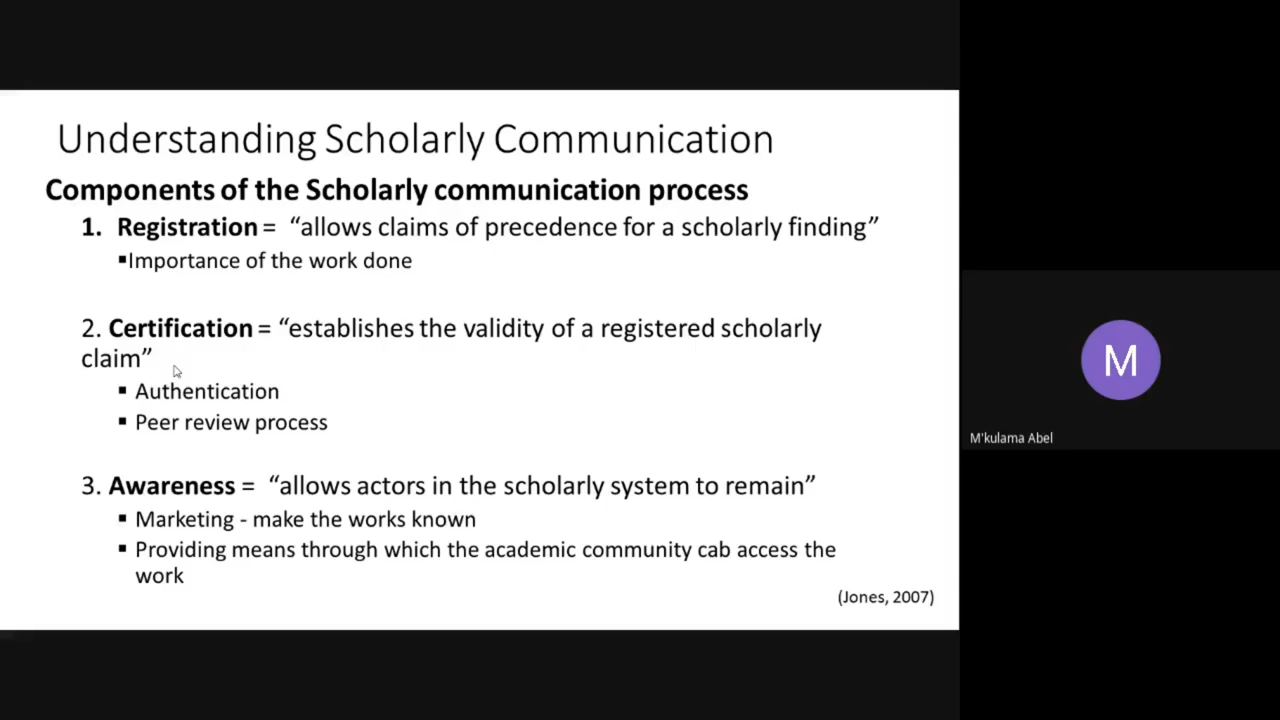 Understanding Scholarly Communication
Components of the Scholarly communication process
1. Registration = “allows claims of precedence for a scholarly finding”
▪Importance of the work done
2. Certification = “establishes the validity of a registered scholarly
claim”
▪ Authentication
▪ Peer review process
3. Awareness = “allows actors in the scholarly system to remain”
▪ Marketing - make the works known
▪ Providing means through which the academic community cab access the
work
(Jones, 2007)
M
M'kulama Abel